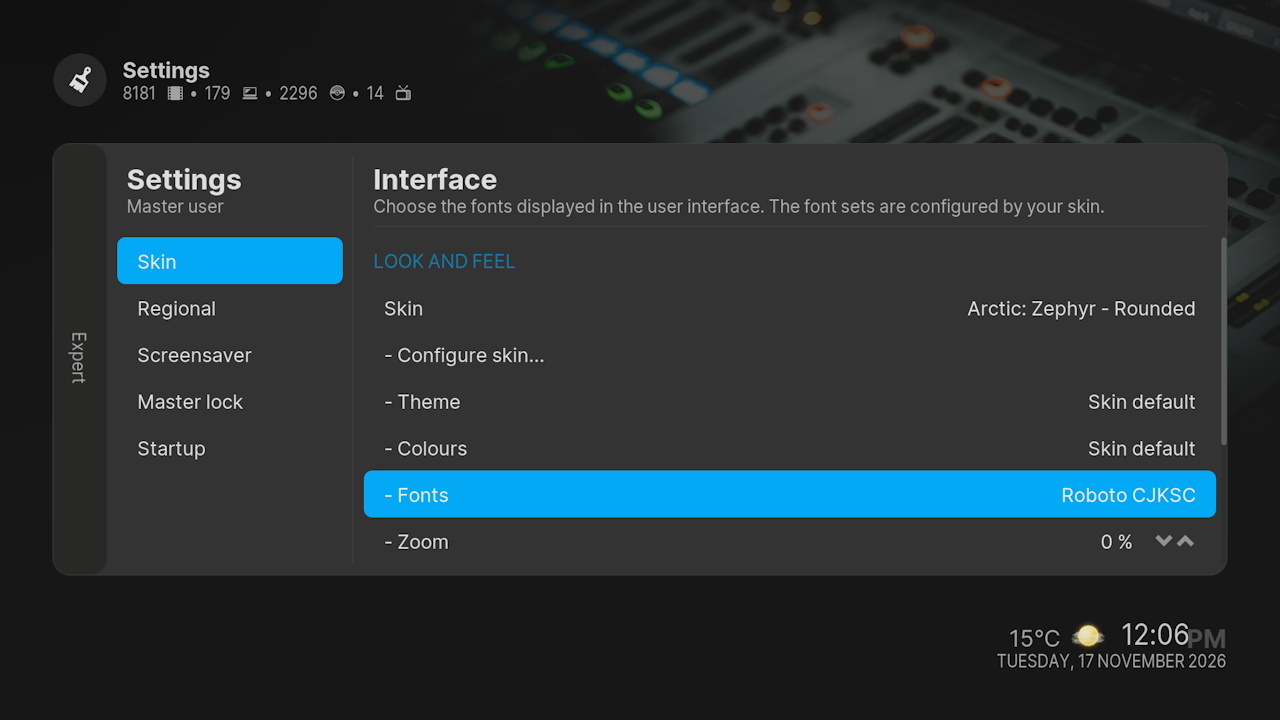 Settings
8181 • 179 • 2296 • 14
Expert
Settings
Master user
Skin
Regional
Screensaver
Master lock
Startup
Interface
Choose the fonts displayed in the user interface. The font sets are configured by your skin.
LOOK AND FEEL
Skin Arctic: Zephyr - Rounded
- Configure skin...
- Theme Skin default
- Colours Skin default
- Fonts Roboto CJKSC
- Zoom 0 %
15°C 12:06PM
TUESDAY, 17 NOVEMBER 2026